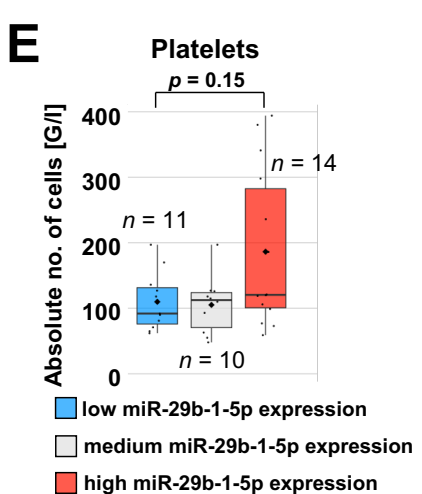 E
Platelets
p = 0.15
Absolute no. of cells [G/l]
400
300
200
100
0
n = 11
n = 14
n = 10
low miR-29b-1-5p expression
medium miR-29b-1-5p expression
high miR-29b-1-5p expression